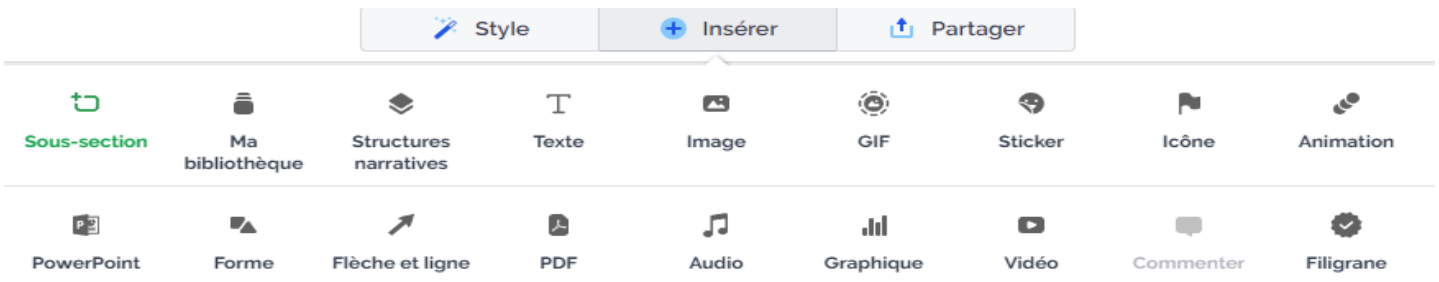 Style Insérer Partager
Sous-section Ma bibliothèque Structures narratives Texte Image GIF Sticker Icône Animation
PowerPoint Forme Flèche et ligne PDF Audio Graphique Vidéo Commenter Filigrane